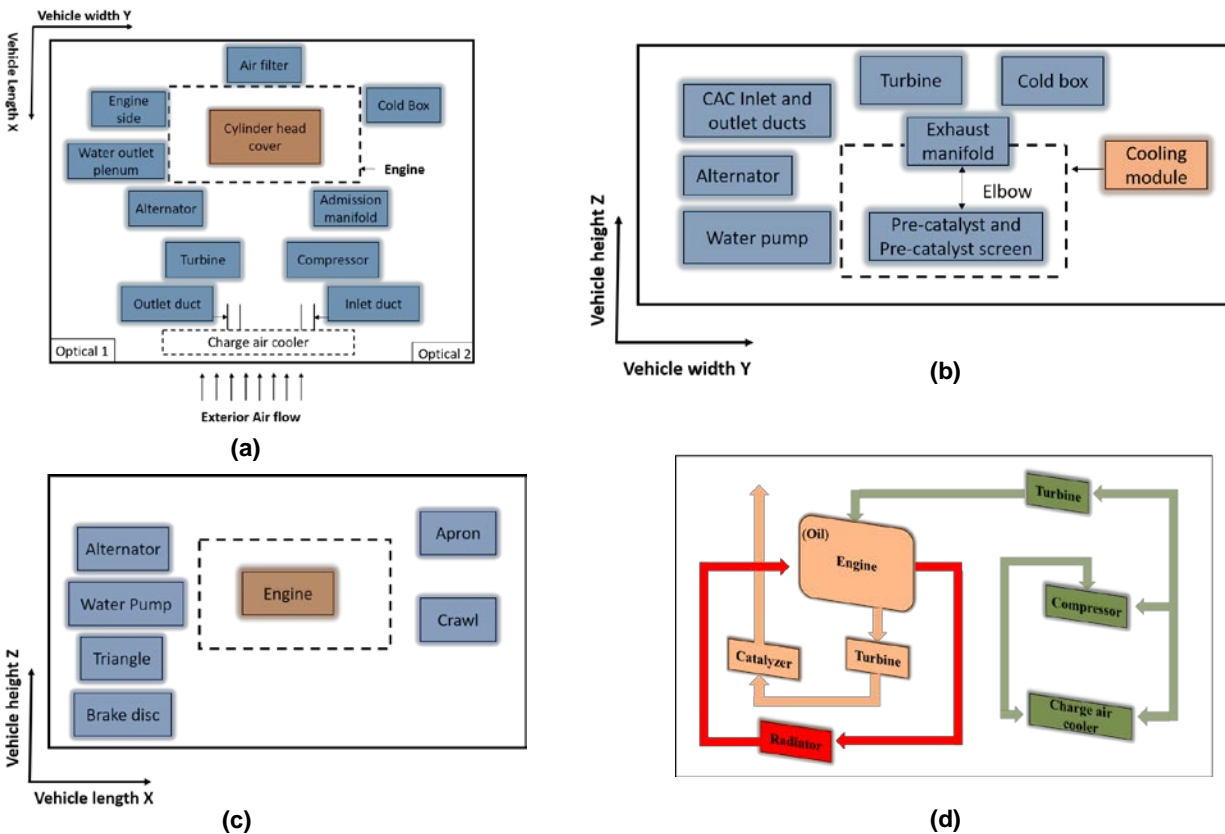 Vehicle width Y
Vehicle Length X
Air filter
Engine
side
Cold Box
Cylinder head
cover
Water outlet
plenum
Engine
Alternator
Admission
manifold
Turbine
Compressor
Outlet duct
Inlet duct
Charge air cooler
Optical 1
Optical 2
Exterior Air flow
(a)
Turbine
Cold box
CAC Inlet and
outlet ducts
Exhaust
manifold
Cooling
module
Alternator
Elbow
Water pump
Pre-catalyst and
Pre-catalyst screen
Vehicle height Z
Vehicle width Y
(b)
Alternator
Apron
Water Pump
Engine
Triangle
Crawl
Brake disc
Vehicle height Z
Vehicle length X
(c)
Turbine
(Oil)
Engine
Compressor
Catalyzer
Turbine
Charge air
cooler
Radiator
(d)